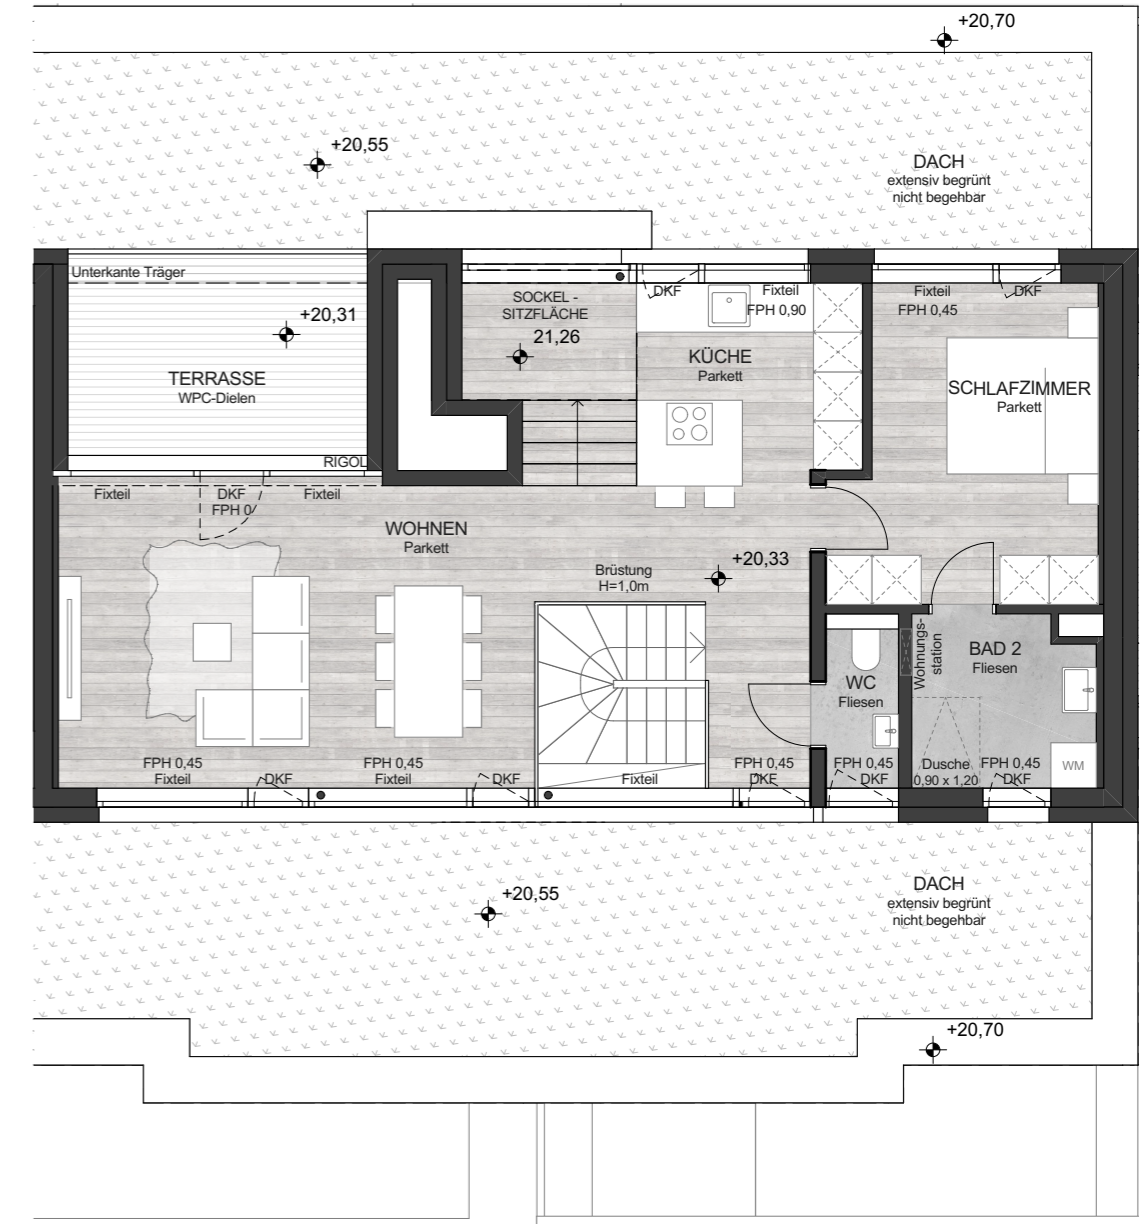 +20,70
+20,55
DACH
extensiv begrünt
nicht begehbar
Unterkante Träger
+20,31
TERRASSE
WPC-Dielen
RIGOL
SOCKEL -
SITZFLÄCHE
21,26
DKF
Fixteil
FPH 0,90
KÜCHE
Parkett
Fixteil
FPH 0,45
DKF
SCHLAFZIMMER
Parkett
Fixteil
DKF
FPH 0
Fixteil
WOHNEN
Parkett
Brüstung
H=1,0m
+20,33
Wohnungs-
station
BAD 2
Fliesen
WC
Fliesen
WM
FPH 0,45
Fixteil
DKF
FPH 0,45
Fixteil
DKF
Fixteil
FPH 0,45
DKF
FPH 0,45
DKF
Dusche
0,90 x 1,20
FPH 0,45
DKF
+20,55
DACH
extensiv begrünt
nicht begehbar
+20,70